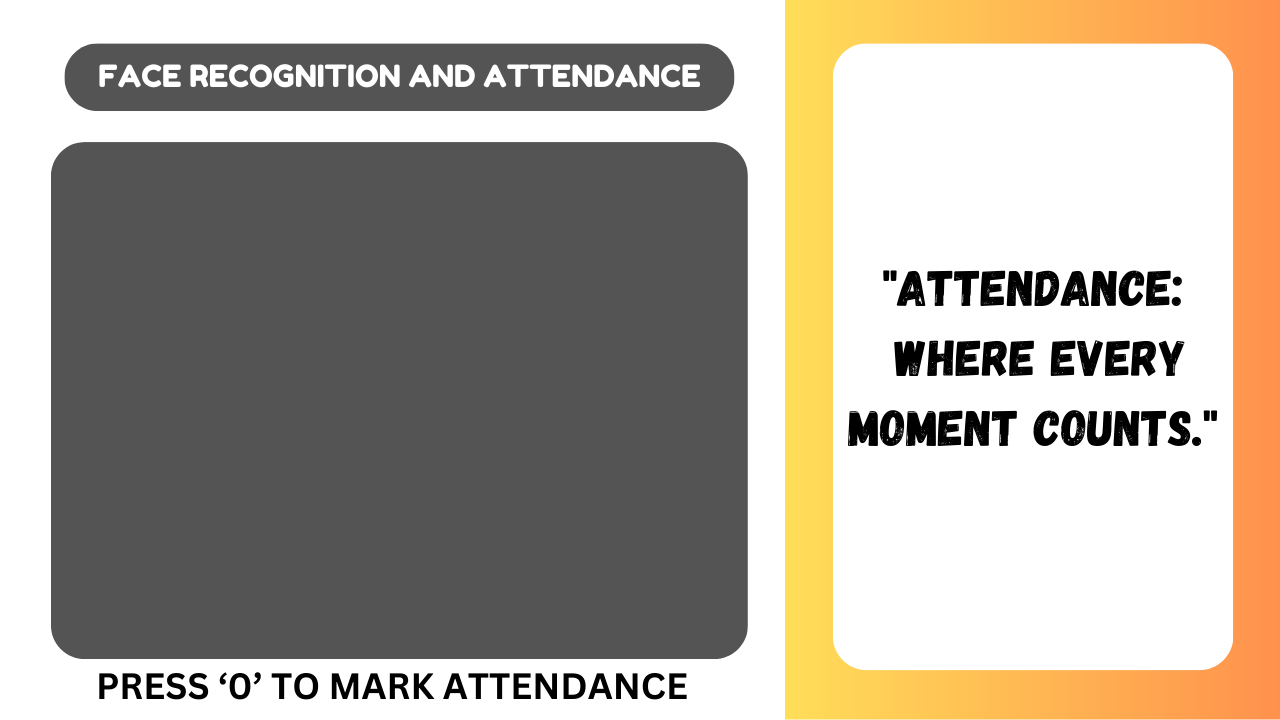 FACE RECOGNITION AND ATTENDANCE
PRESS ‘0’ TO MARK ATTENDANCE
"ATTENDANCE:
WHERE EVERY
MOMENT COUNTS."